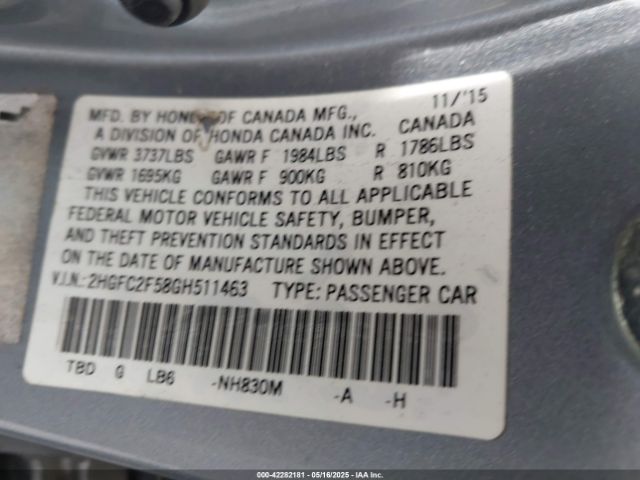 MFD. BY HONDA OF CANADA MFG., 11/'15
A DIVISION OF HONDA CANADA INC. CANADA
GVWR 3737LBS GAWR F 1984LBS R 1786LBS
GVWR 1695KG GAWR F 900KG R 810KG
THIS VEHICLE CONFORMS TO ALL APPLICABLE
FEDERAL MOTOR VEHICLE SAFETY, BUMPER,
AND THEFT PREVENTION STANDARDS IN EFFECT
ON THE DATE OF MANUFACTURE SHOWN ABOVE.
V.I.N.:2HGFC2F58GH511463 TYPE: PASSENGER CAR
TBD G LB6 -NH830M -A -H
000-42282181 - 05/16/2025 - IAA Inc.